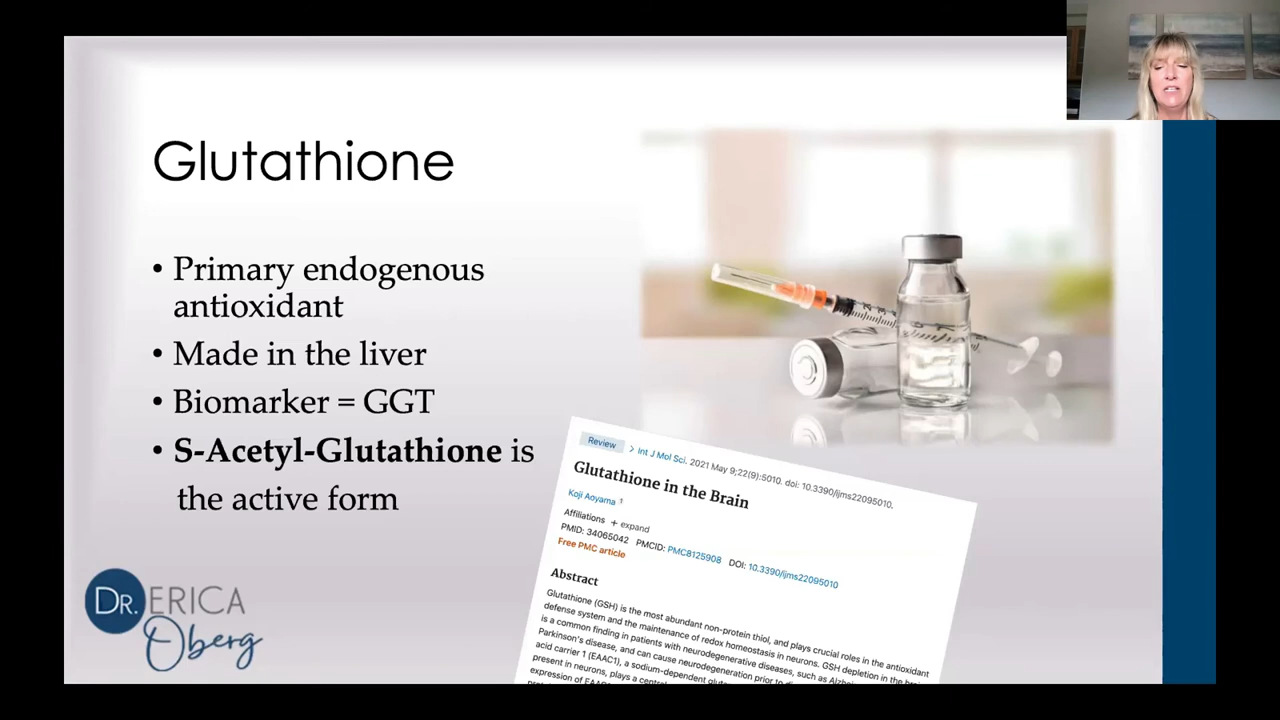 Glutathione
• Primary endogenous
antioxidant
• Made in the liver
• Biomarker = GGT
• S-Acetyl-Glutathione is
the active form
Review > Int J Mol Sci. 2021 May 9;22(9):5010. doi: 10.3390/ijms22095010.
Glutathione in the Brain
Koji Aoyama 1
Affiliations + expand
PMID: 34065042 PMCID: PMC8125908 DOI: 10.3390/ijms22095010
Free PMC article
Abstract
Glutathione (GSH) is the most abundant non-protein thiol, and plays crucial roles in the antioxidant
defense system and the maintenance of redox homeostasis in neurons. GSH depletion in the
is a common finding in patients with neurodegenerative diseases, such as
Parkinson's disease, and can cause neurodegeneration prior to
acid carrier 1 (EAAC1), a sodium-dependent
present in neurons, plays a
expression of
DR. ERICA
Oberg